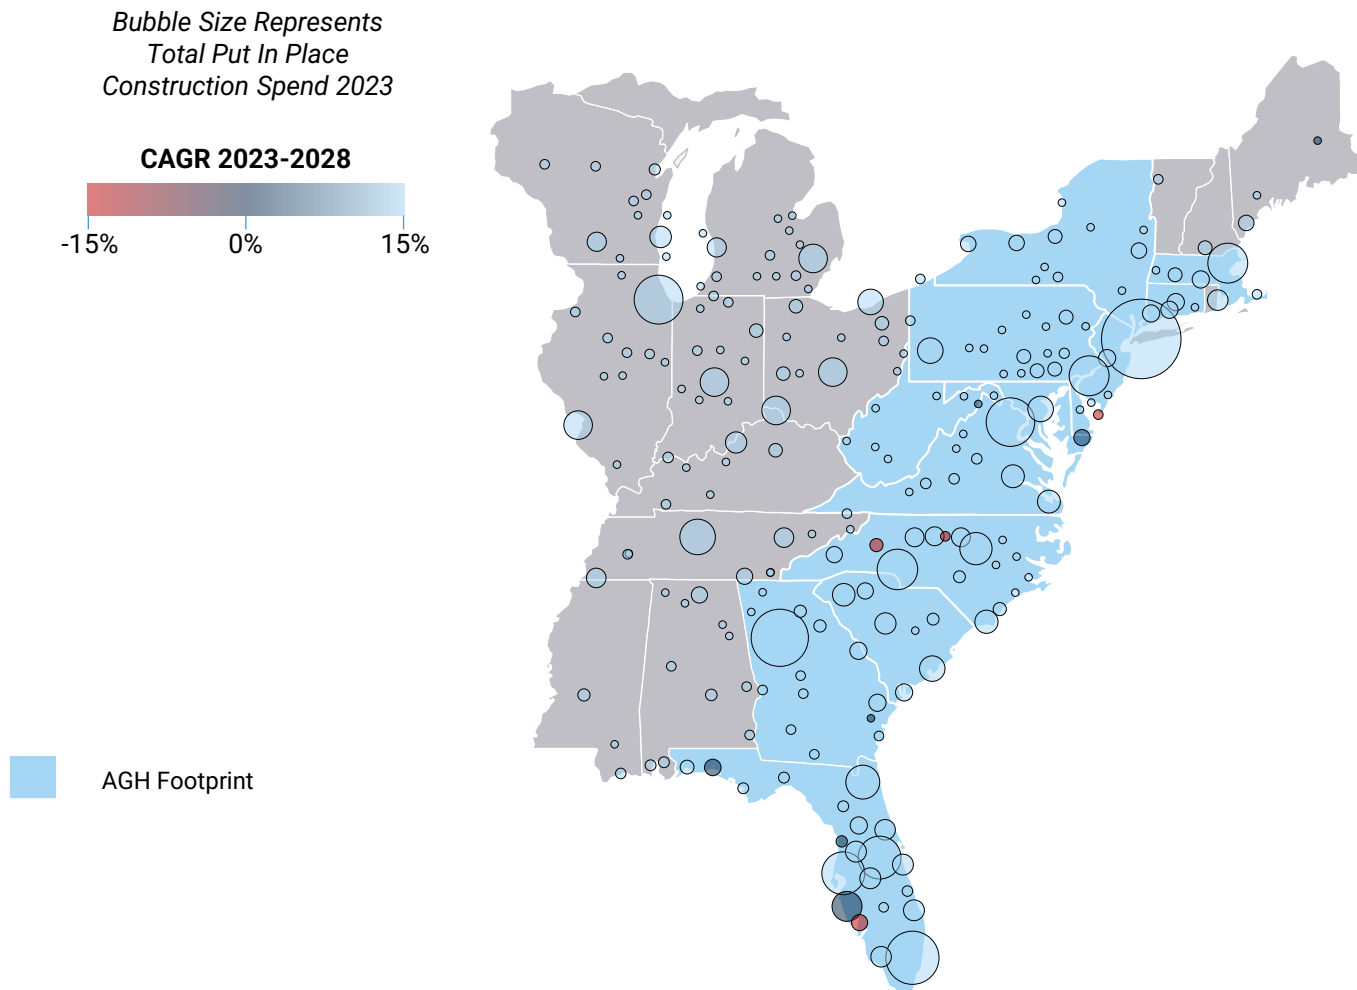 Bubble Size Represents
Total Put In Place
Construction Spend 2023
CAGR 2023-2028
-15% 0% 15%
AGH Footprint